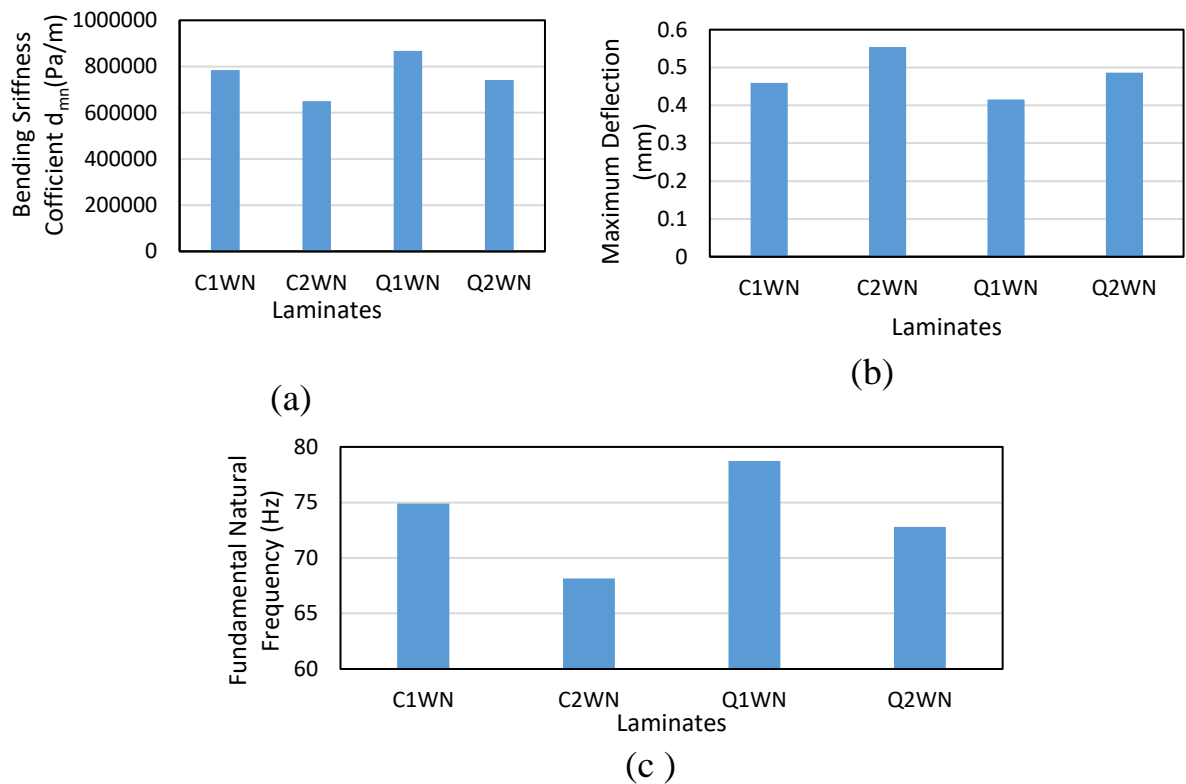 Bending Sriffness
Cofficient dmn(Pa/m)
1000000
800000
600000
400000
200000
0
C1WN C2WN Q1WN Q2WN
Laminates
(a)
Maximum Deflection
(mm)
0.6
0.5
0.4
0.3
0.2
0.1
0
C1WN C2WN Q1WN Q2WN
Laminates
(b)
Fundamental Natural
Frequency (Hz)
80
75
70
65
60
C1WN C2WN Q1WN Q2WN
Laminates
(c )